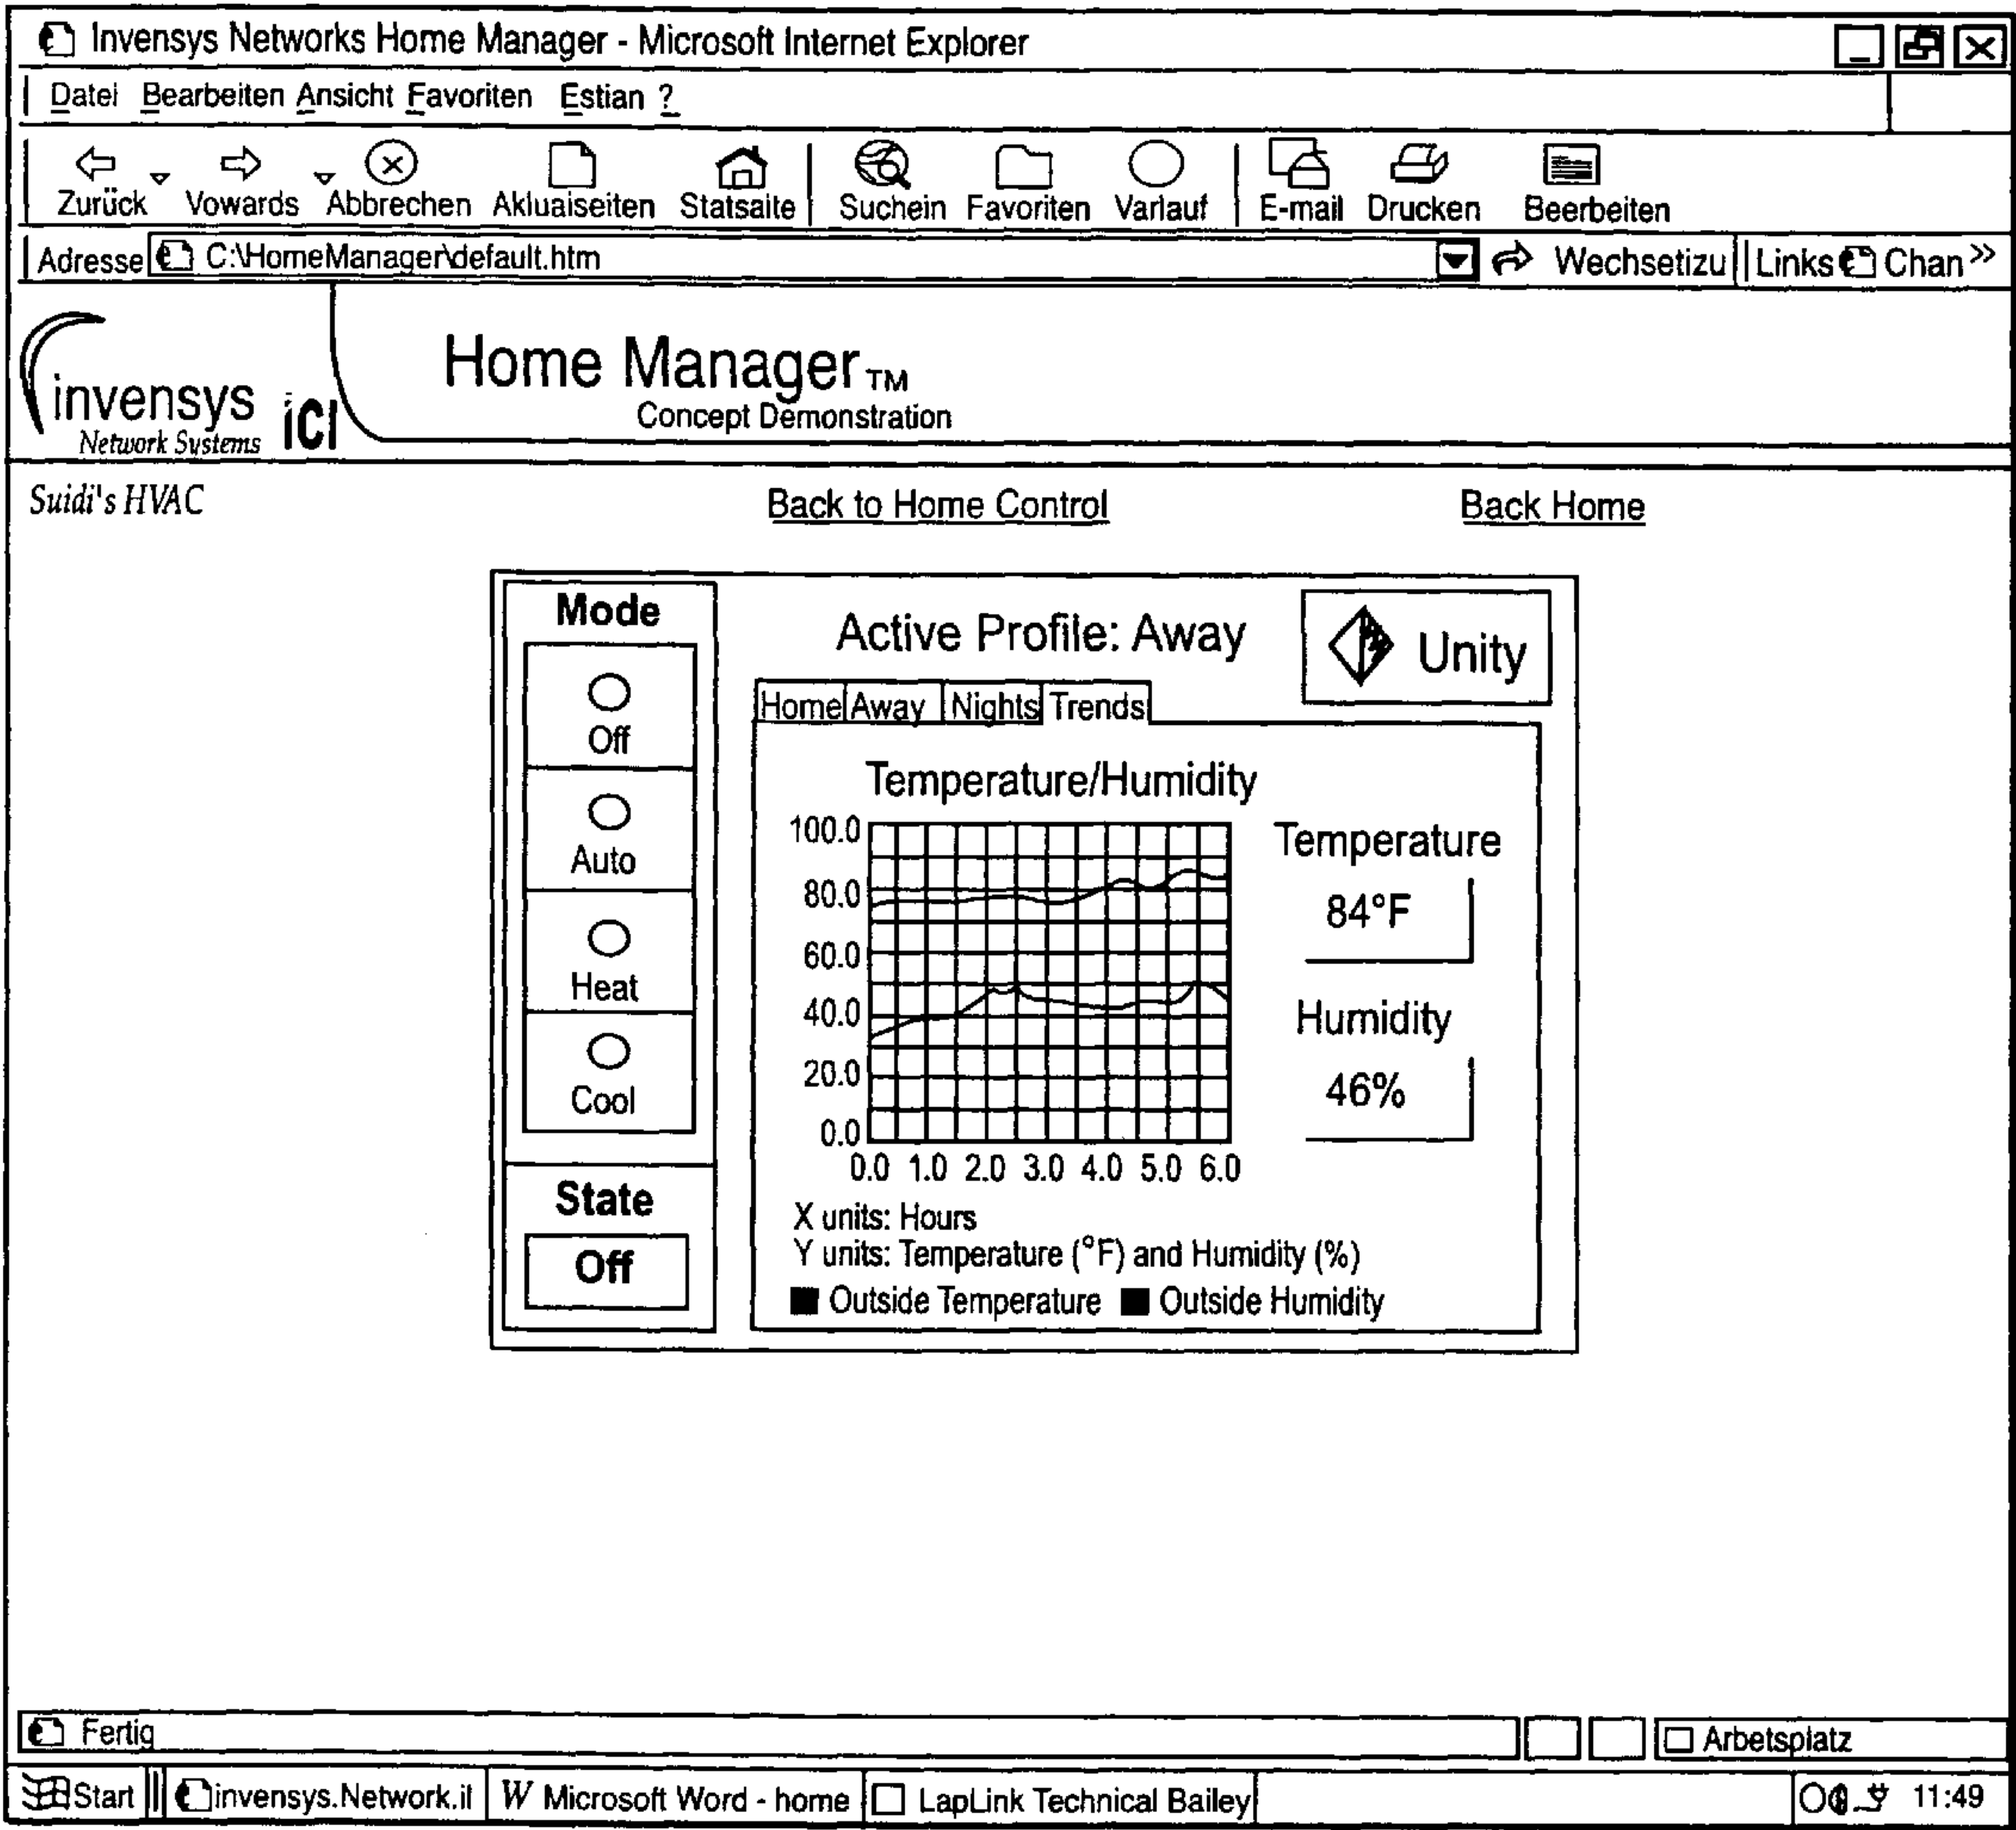 Invensys Networks Home Manager - Microsoft Internet Explorer
Datei Bearbeiten Ansicht Favoriten Estian ?
Zurück Vowards Abbrechen Akluaiseiten Statsaite Suchein Favoriten Varlauf E-mail Drucken Beerbeiten
Adresse C:\HomeManager\default.htm Wechsetizu Links Chan »
invensys
Network Systems
ici
Home Manager TM
Concept Demonstration
Suidi's HVAC Back to Home Control Back Home
Mode
Off
Auto
Heat
Cool
State
Off
Active Profile: Away
Unity
Home Away Nights Trends
Temperature/Humidity
100.0
80.0
60.0
40.0
20.0
0.0
0.0 1.0 2.0 3.0 4.0 5.0 6.0
Temperature
84°F
Humidity
46%
X units: Hours
Y units: Temperature (°F) and Humidity (%)
Outside Temperature Outside Humidity
Fertig Arbetsplatz
Start invensys.Network.il W Microsoft Word - home LapLink Technical Bailey 11:49